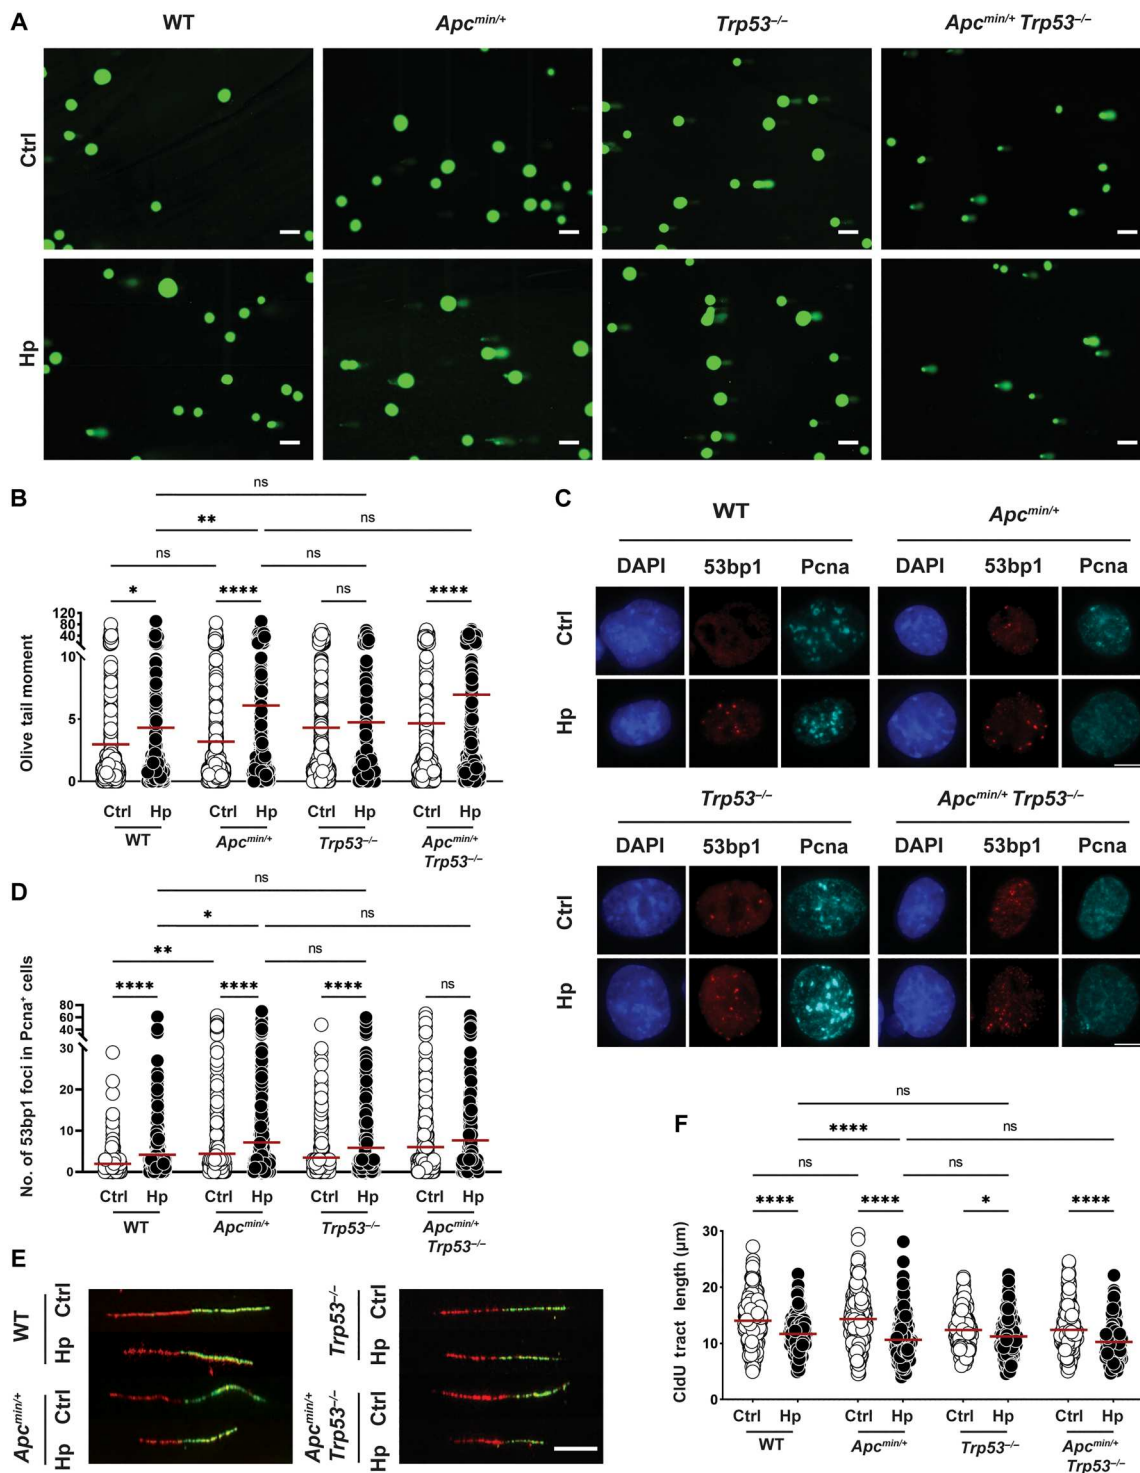 A
WT
Apcmin/+
Trp53–/–
Apcmin/+ Trp53–/–
Ctrl
Hp
B
ns
** ns
ns ns
* **** ns ****
120
80
40
10
5
0
Olive tail moment
Ctrl Hp Ctrl Hp Ctrl Hp Ctrl Hp
WT Apcmin/+ Trp53–/– Apcmin/+
Trp53–/–
C
WT Apcmin/+
DAPI 53bp1 Pcna DAPI 53bp1 Pcna
Ctrl
Hp
Trp53–/– Apcmin/+ Trp53–/–
DAPI 53bp1 Pcna DAPI 53bp1 Pcna
Ctrl
Hp
D
ns
* ns
** ns
**** **** **** ns
80
60
40
30
20
10
0
No. of 53bp1 foci in Pcna+ cells
Ctrl Hp Ctrl Hp Ctrl Hp Ctrl Hp
WT Apcmin/+ Trp53–/– Apcmin/+
Trp53–/–
E
WT
Ctrl
Hp
Apcmin/+
Ctrl
Hp
Trp53–/–
Ctrl
Hp
Apcmin/+
Trp53–/–
Ctrl
Hp
F
ns
**** ns
ns ns
**** **** * ****
30
20
10
0
CldU tract length (µm)
Ctrl Hp Ctrl Hp Ctrl Hp Ctrl Hp
WT Apcmin/+ Trp53–/– Apcmin/+
Trp53–/–